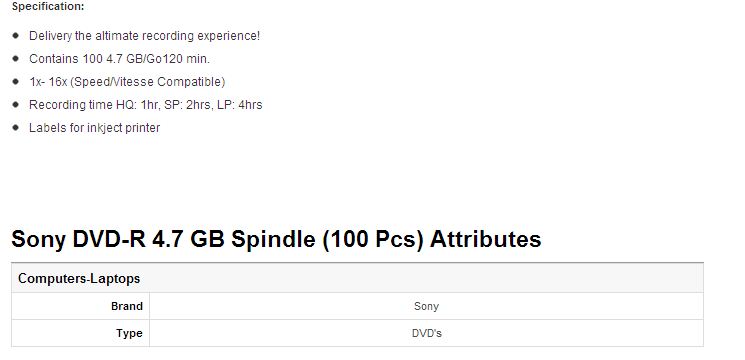 Specification:
Delivery the altimate recording experience!
Contains 100 4.7 GB/Go120 min.
1x- 16x (Speed/Vitesse Compatible)
Recording time HQ: 1hr, SP: 2hrs, LP: 4hrs
Labels for inkject printer
Sony DVD-R 4.7 GB Spindle (100 Pcs) Attributes
Computers-Laptops
Brand Sony
Type DVD's